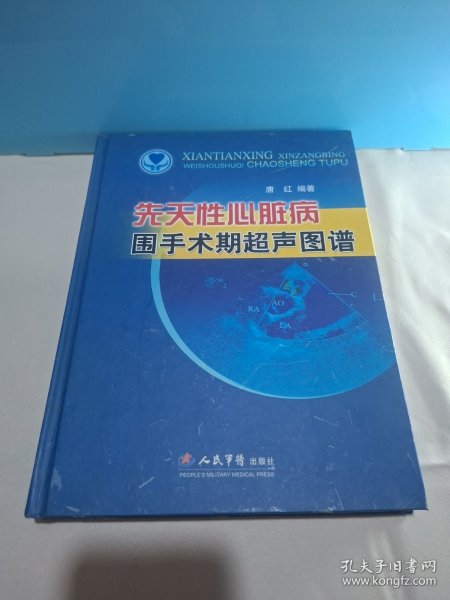 XIANTIANXING XINZANGBING
WEISHOUSHUQI CHAOSHENG TUPU
唐 红 编著
先天性心脏病
围手术期超声图谱
RA
AO
LA
C
L
人民军医 出版社
PEOPLE'S MILITARY MEDICAL PRESS
孔夫子旧书网
www.kongfz.com